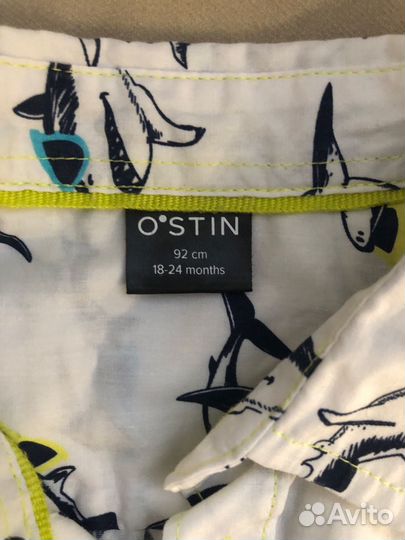 O'STIN
92 cm
18-24 months
Avito